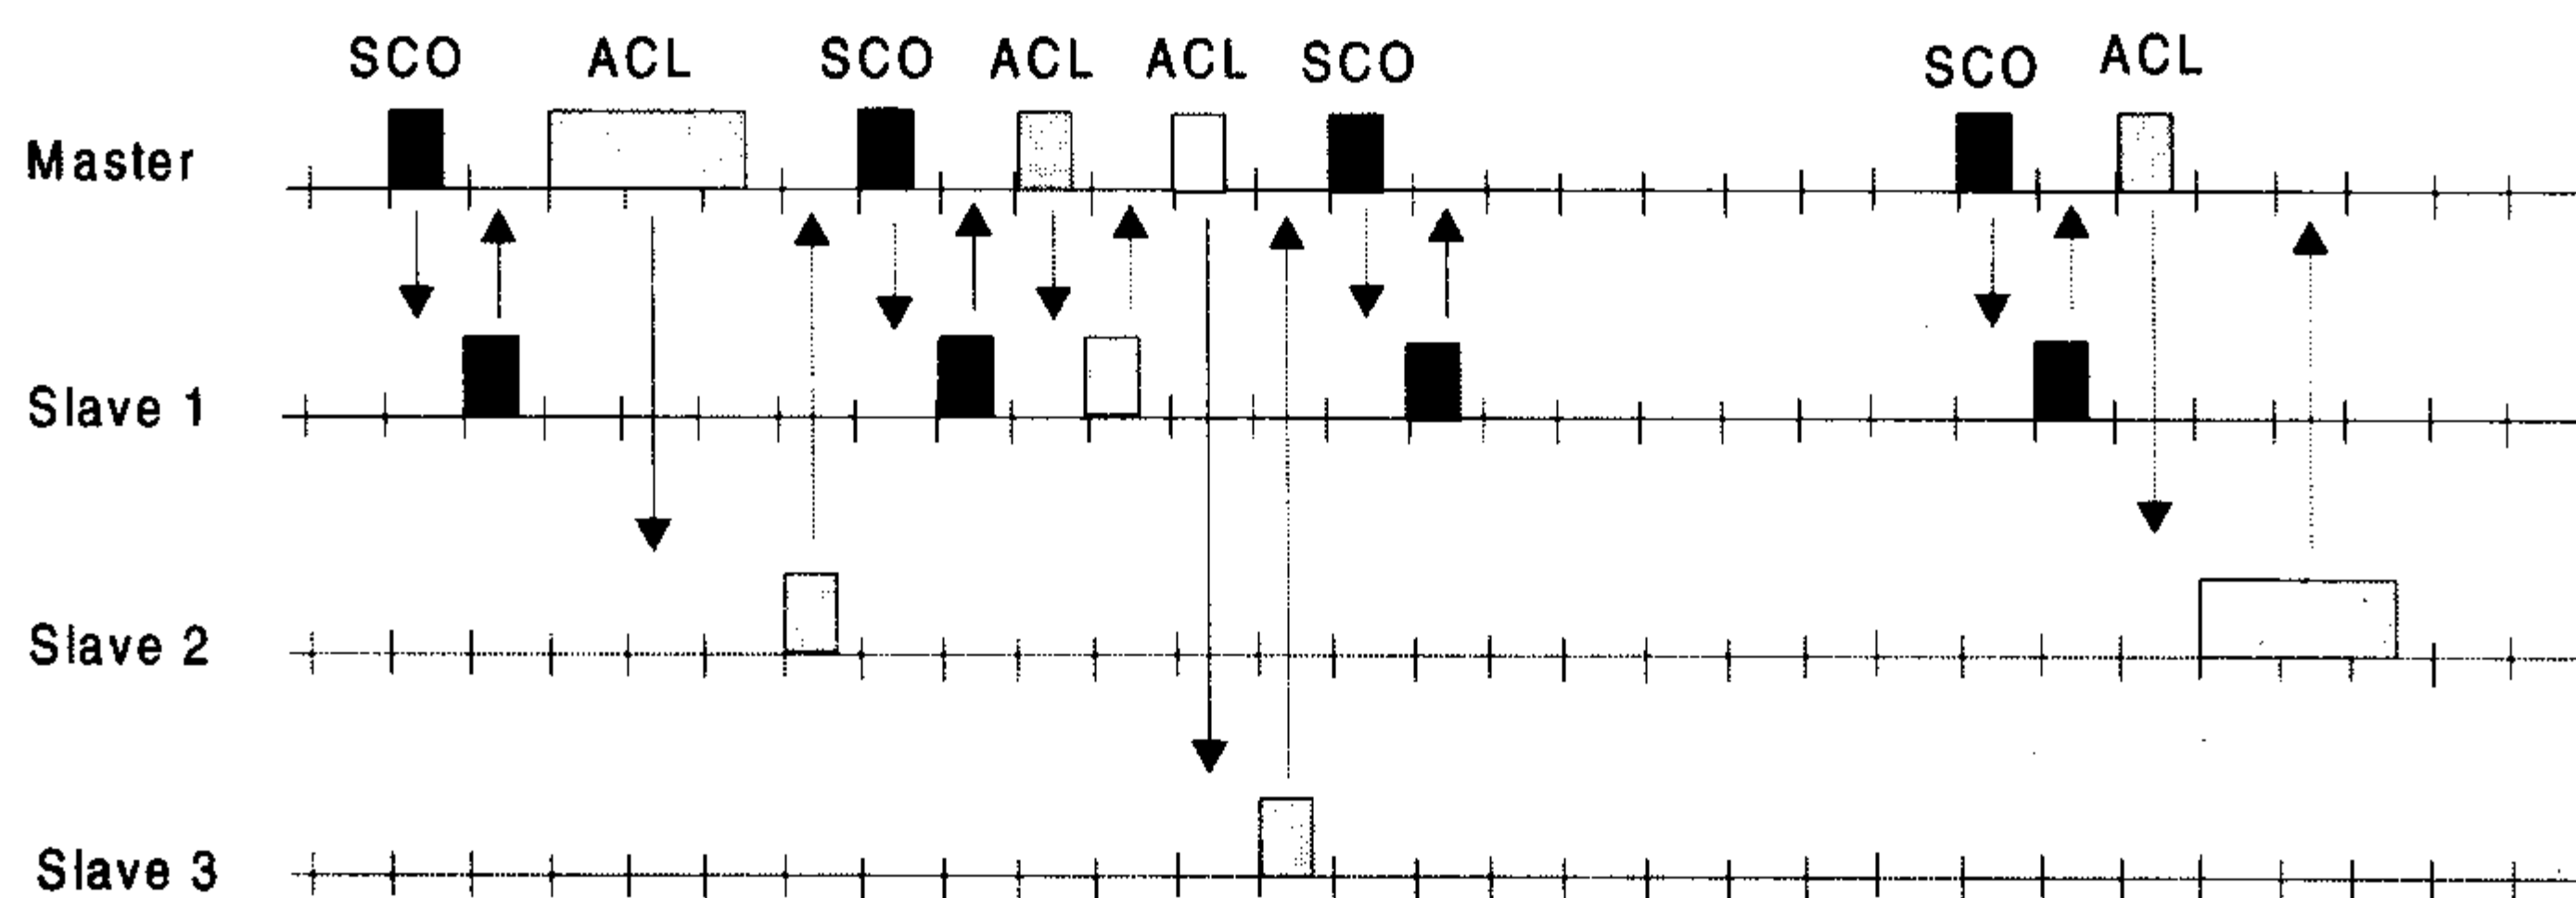 SCO ACL SCO ACL ACL SCO SCO ACL
Master
Slave 1
Slave 2
Slave 3